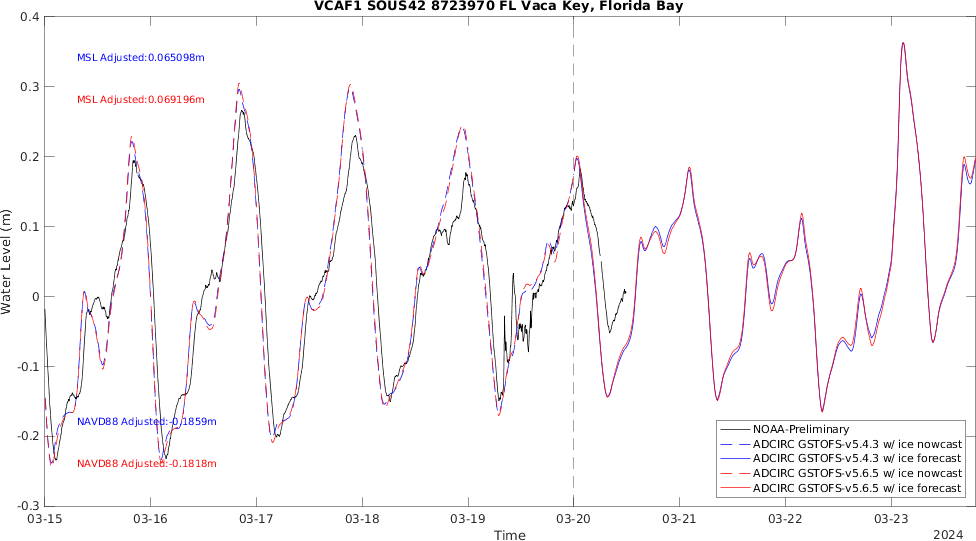 VCAF1 SOUS42 8723970 FL Vaca Key, Florida Bay
0.4
0.3
0.2
0.1
0
-0.1
-0.2
-0.3
Water Level (m)
MSL Adjusted:0.065098m
MSL Adjusted:0.069196m
NAVD88 Adjusted:-0.1859m
NAVD88 Adjusted:-0.1818m
NOAA-Preliminary
ADCIRC GSTOFS-v5.4.3 w/ ice nowcast
ADCIRC GSTOFS-v5.4.3 w/ ice forecast
ADCIRC GSTOFS-v5.6.5 w/ ice nowcast
ADCIRC GSTOFS-v5.6.5 w/ ice forecast
03-15 03-16 03-17 03-18 03-19 03-20 03-21 03-22 03-23
Time
2024